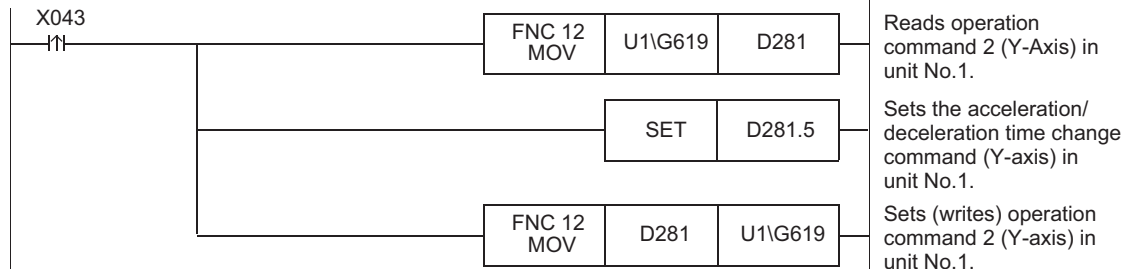 X043
FNC 12
MOV
U1\G619
D281
Reads operation
command 2 (Y-Axis) in
unit No.1.
SET
D281.5
Sets the acceleration/
deceleration time change
command (Y-axis) in
unit No.1.
FNC 12
MOV
D281
U1\G619
Sets (writes) operation
command 2 (Y-axis) in
unit No.1.